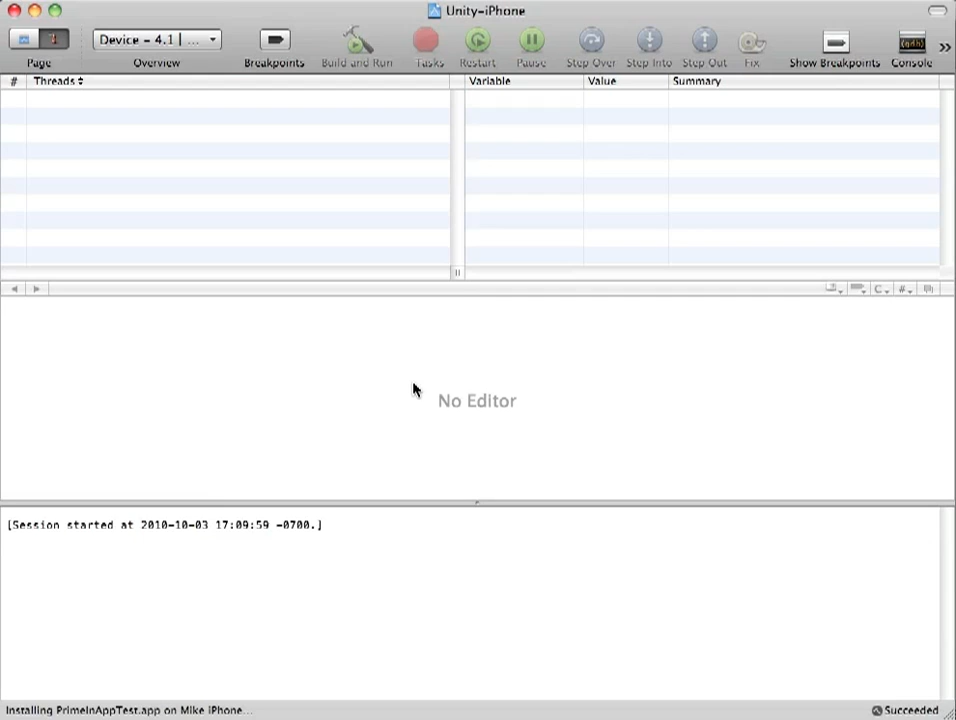 Unity-iPhone
Device - 4.1 | ...
Page
Overview
Breakpoints
Build and Run
Tasks
Restart
Pause
Step Over
Step Into
Step Out
Fix
Show Breakpoints
Console
# Threads
Variable Value Summary
C #
No Editor
[Session started at 2010-10-03 17:09:59 -0700.]
Installing PrimeInAppTest.app on Mike iPhone...
Succeeded